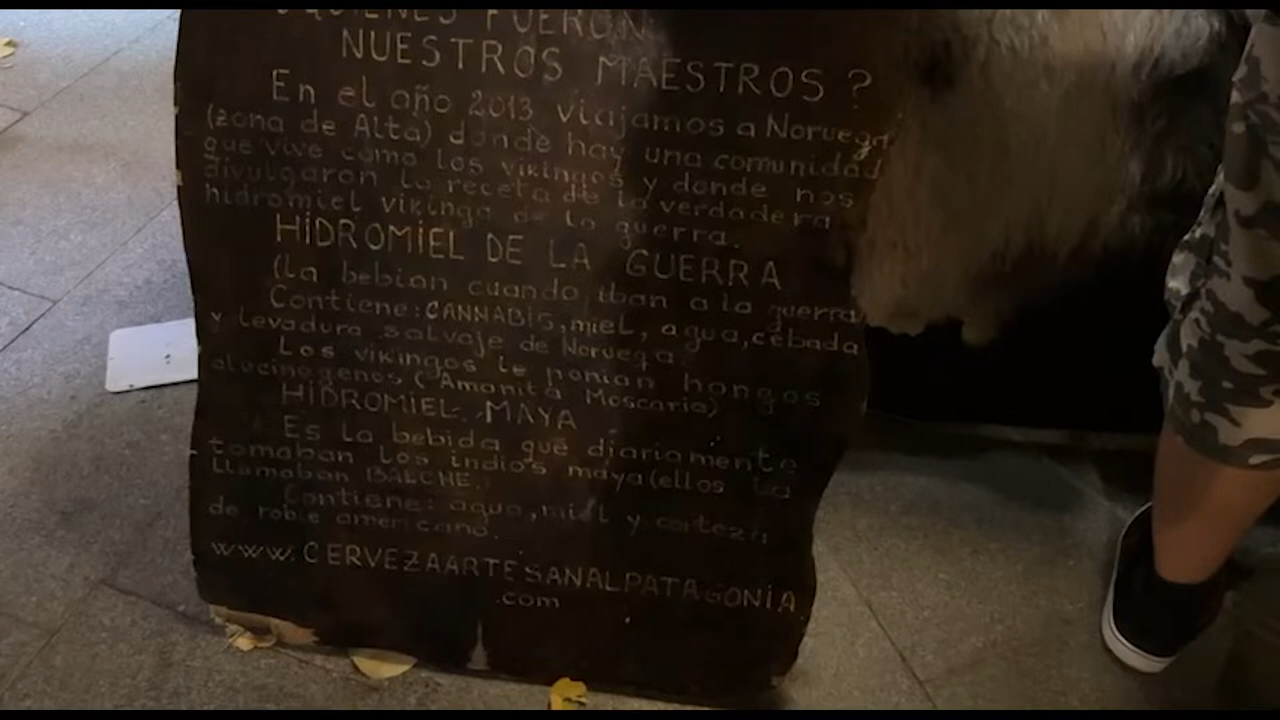 ¿QUIENES FUERON
NUESTROS MAESTROS?
En el año 2013 viajamos a Noruega
(zona de Alta) donde hay una comunidad
que vive como los vikingos y donde nos
divulgaron la receta de la verdadera
hidromiel vikinga de la guerra.
HIDROMIEL DE LA GUERRA
(La bebian cuando iban a la guerra
Contiene: CANNABIS, miel, agua, cebada
y levadura salvaje de Noruega.
Los vikingos le ponian hongos
alucinogenos (Amanita Moscaria)
HIDROMIEL MAYA
Es la bebida que diariamente
tomaban los indios maya (ellos la
llamaban BALCHE.
Contiene: agua, miel y corteza
de roble americano.
www.CERVEZAARTESANALPATAGONIA
.com